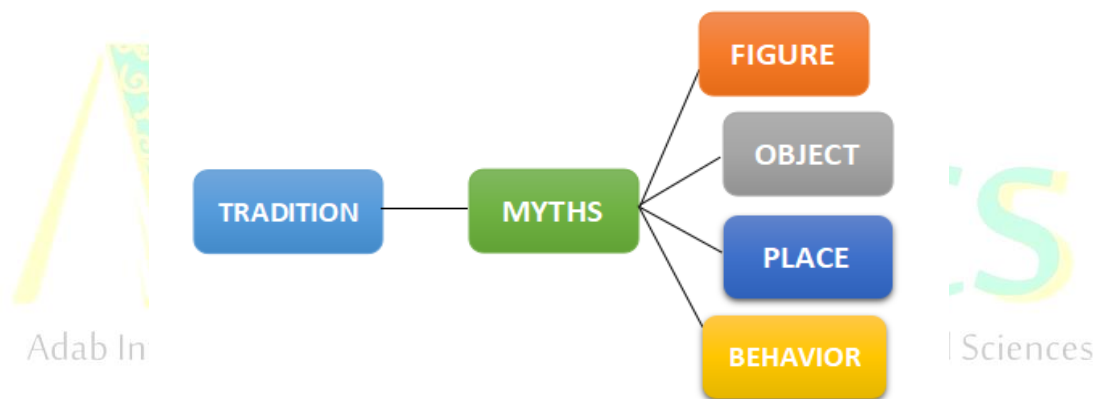 FIGURE
OBJECT
TRADITION
MYTHS
PLACE
BEHAVIOR
Adab In
Sciences